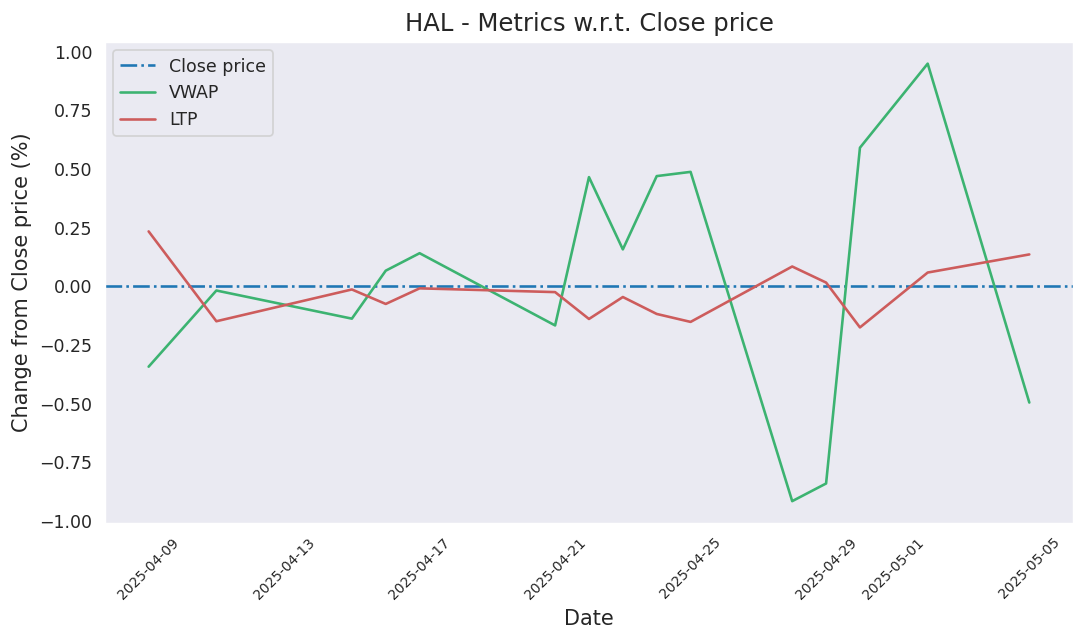 HAL - Metrics w.r.t. Close price
Close price
VWAP
LTP
Change from Close price (%)
1.00
0.75
0.50
0.25
0.00
−0.25
−0.50
−0.75
−1.00
2025-04-09
2025-04-13
2025-04-17
2025-04-21
2025-04-25
2025-04-29
2025-05-01
2025-05-05
Date